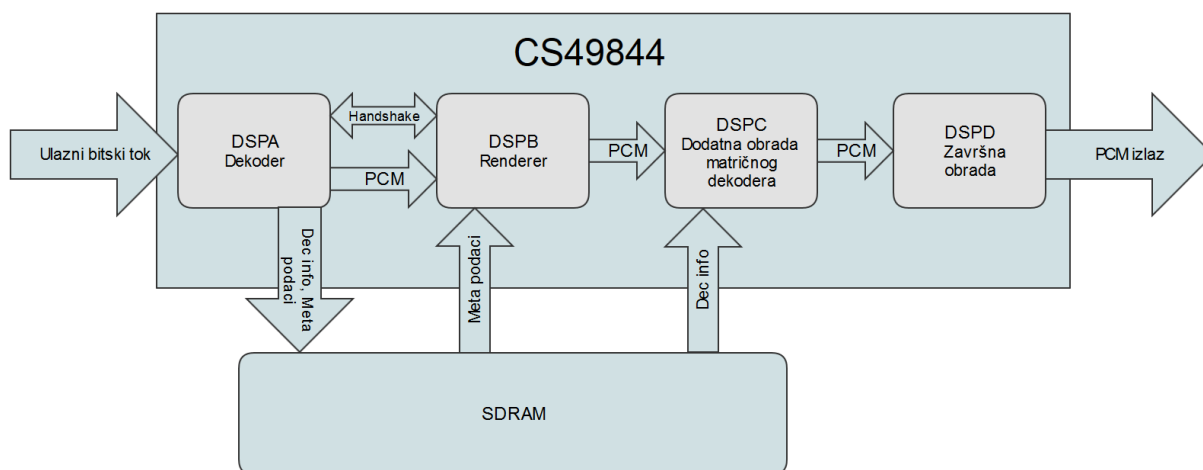 CS49844
Ulazni bitski tok
DSPA
Dekoder
Handshake
PCM
DSPB
Renderer
PCM
DSPC
Dodatna obrada
matričnog
dekodera
PCM
DSPD
Završna
obrada
PCM izlaz
Dec info, Meta
podaci
Meta podaci
Dec info
SDRAM